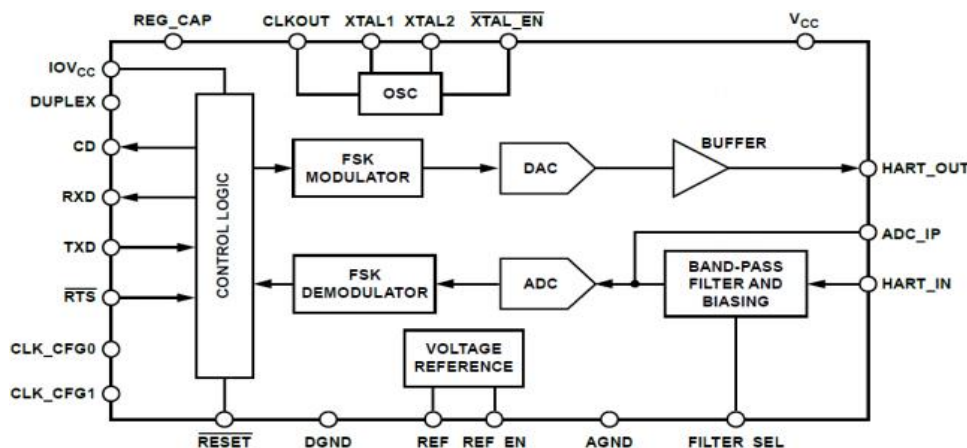 REG_CAP
CLKOUT
XTAL1
XTAL2
XTAL_EN
VCC
IOVCC
DUPLEX
CD
RXD
TXD
RTS
CLK_CFG0
CLK_CFG1
CONTROL LOGIC
OSC
FSK
MODULATOR
DAC
BUFFER
HART_OUT
ADC_IP
HART_IN
FSK
DEMODULATOR
ADC
BAND-PASS
FILTER AND
BIASING
VOLTAGE
REFERENCE
RESET
DGND
REF
REF_EN
AGND
FILTER_SEL